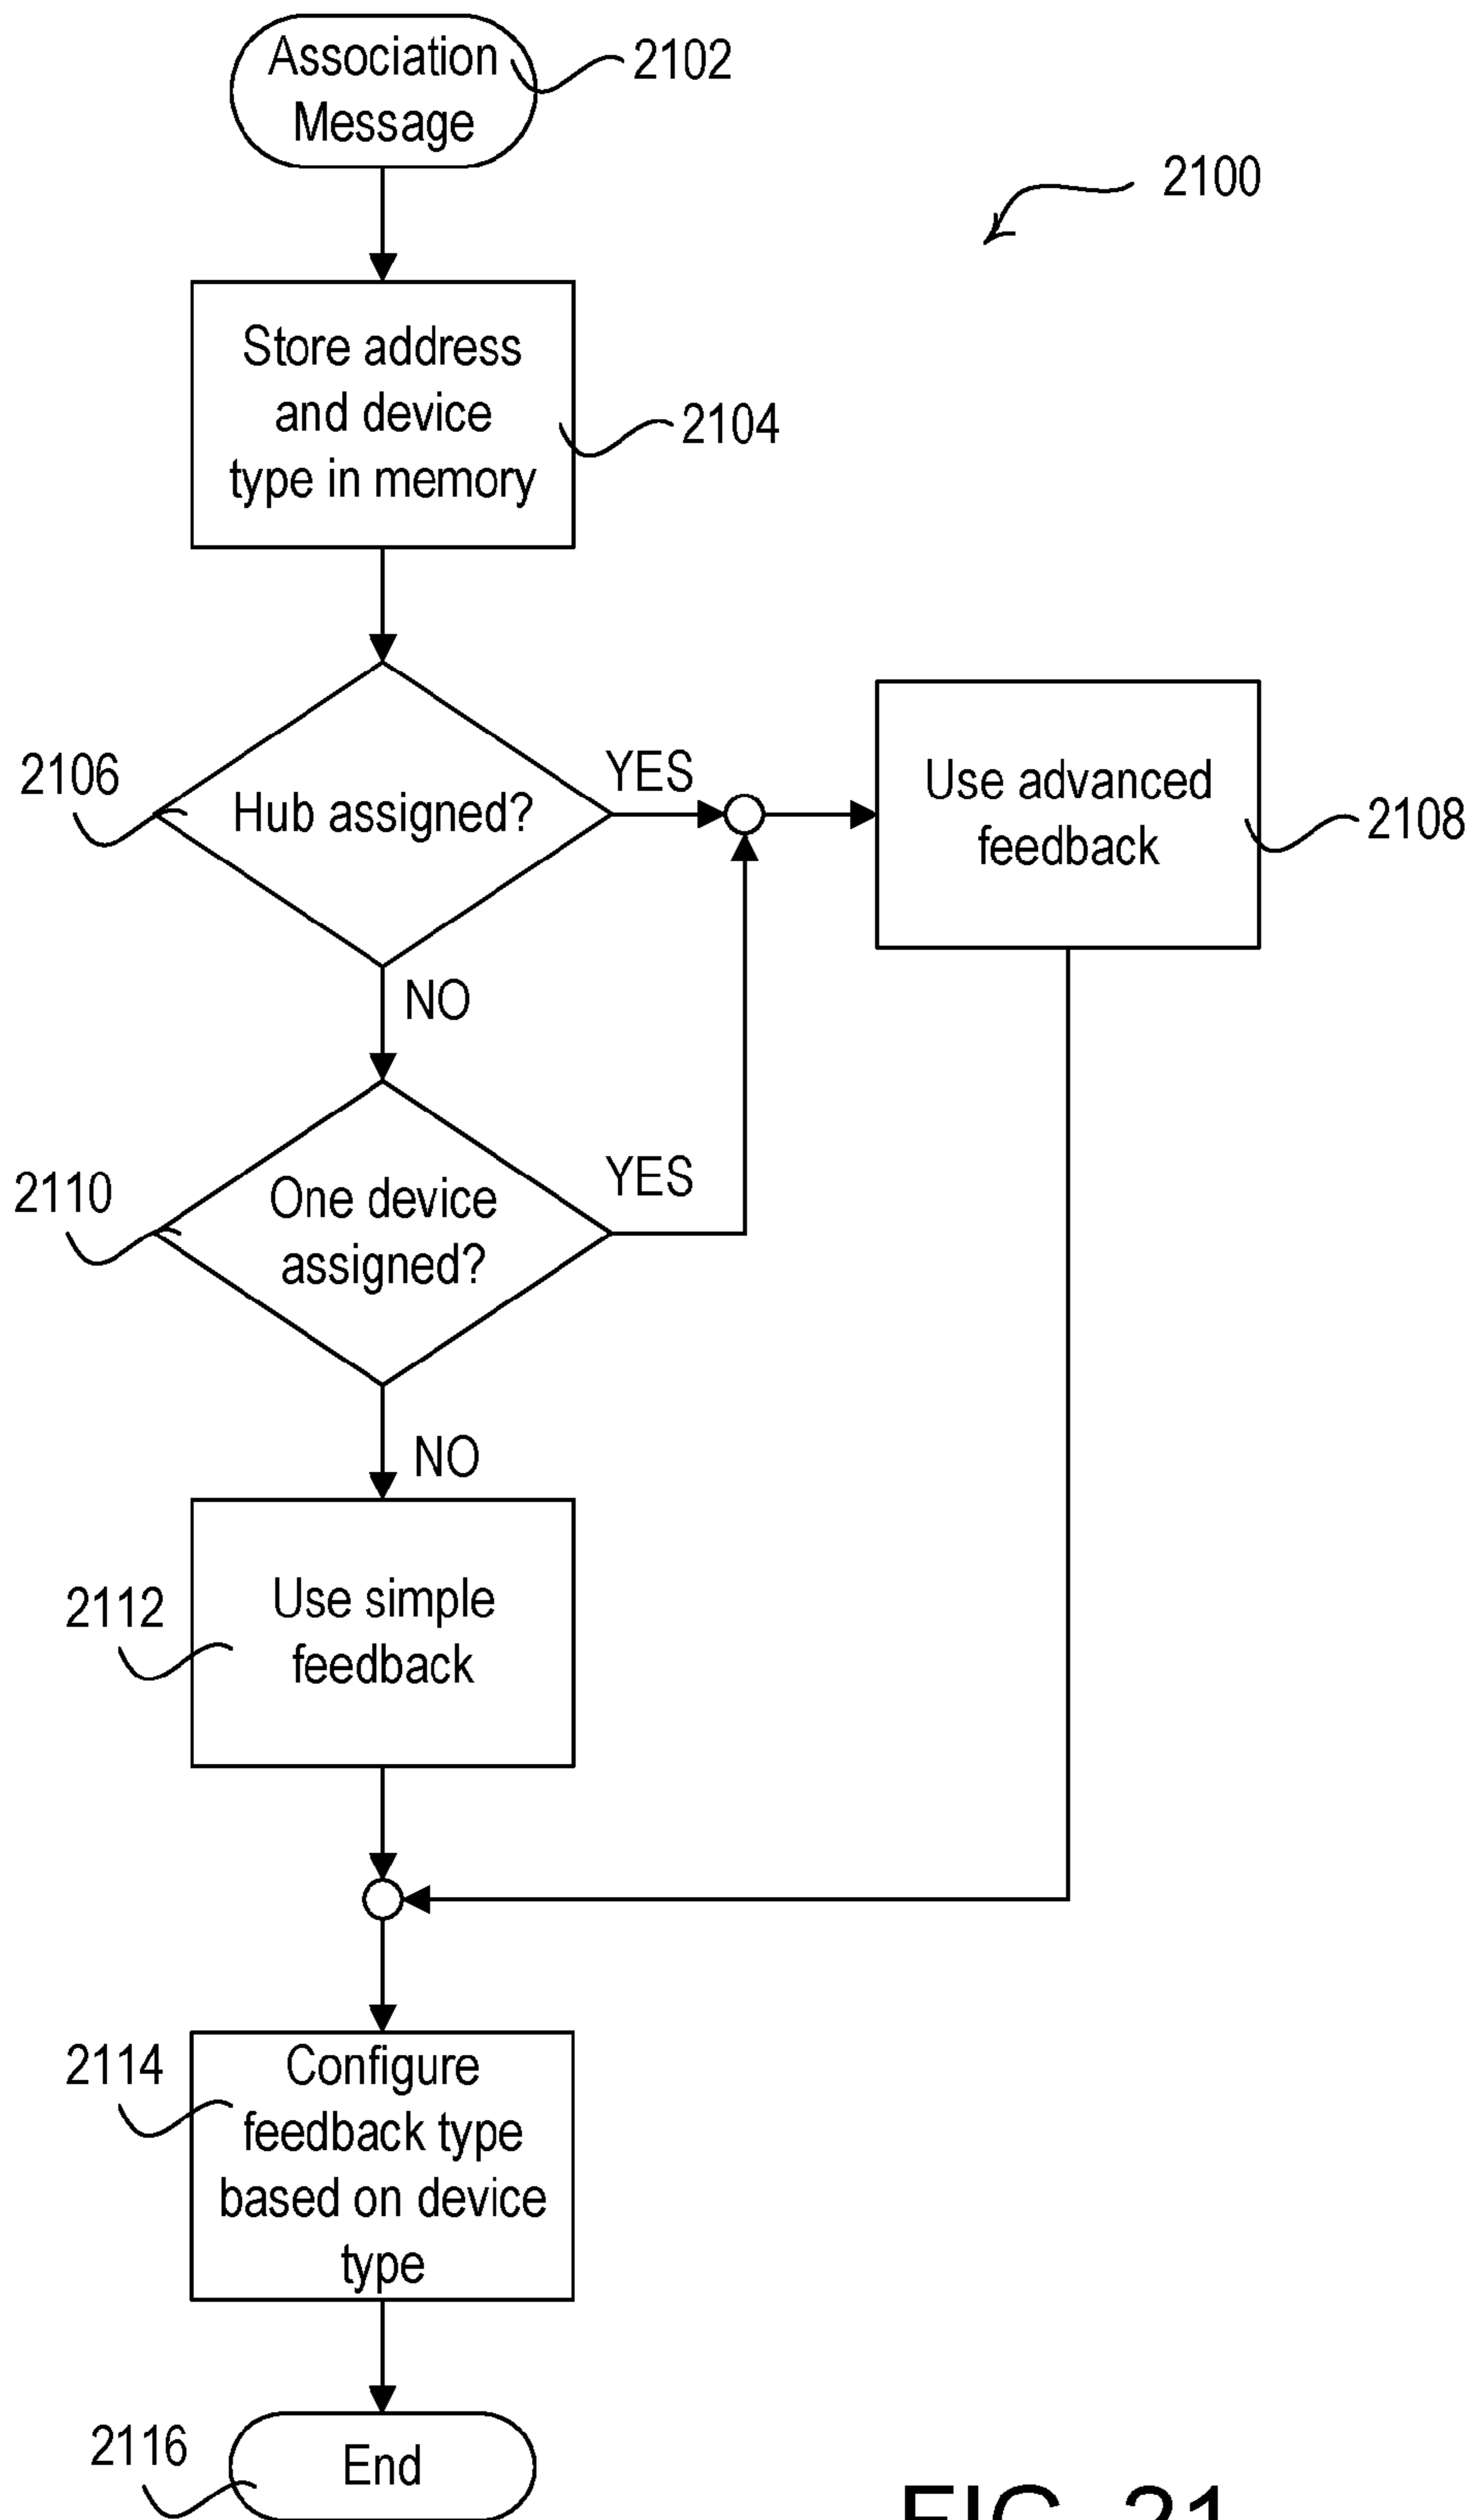 Association
Message
2102
2100
Store address
and device
type in memory
2104
2106
Hub assigned?
YES
Use advanced
feedback
2108
NO
2110
One device
assigned?
YES
NO
2112
Use simple
feedback
2114
Configure
feedback type
based on device
type
2116
End
FIG. 21